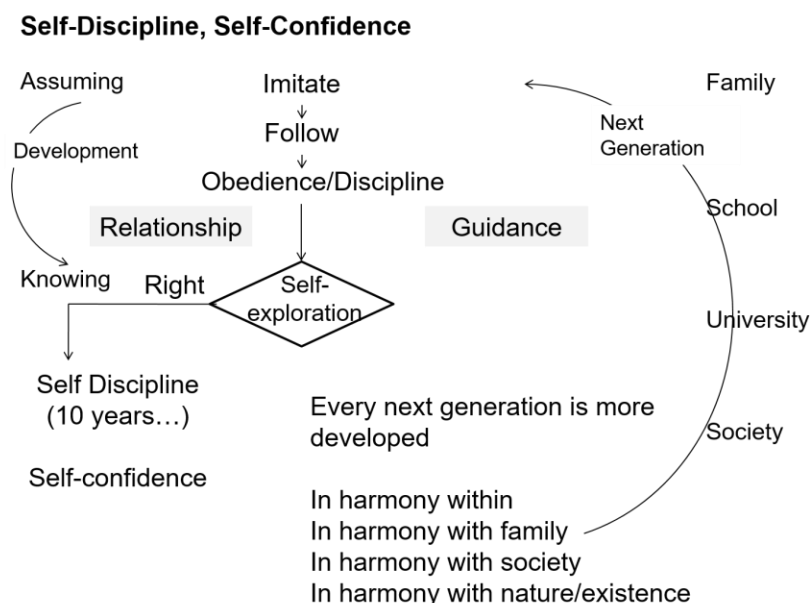 Self-Discipline, Self-Confidence
Assuming
Imitate
Family
Follow
Next
Generation
Development
Obedience/Discipline
School
Relationship
Guidance
Knowing
Right
Self-
exploration
University
Self Discipline
(10 years…)
Every next generation is more
developed
Society
Self-confidence
In harmony within
In harmony with family
In harmony with society
In harmony with nature/existence